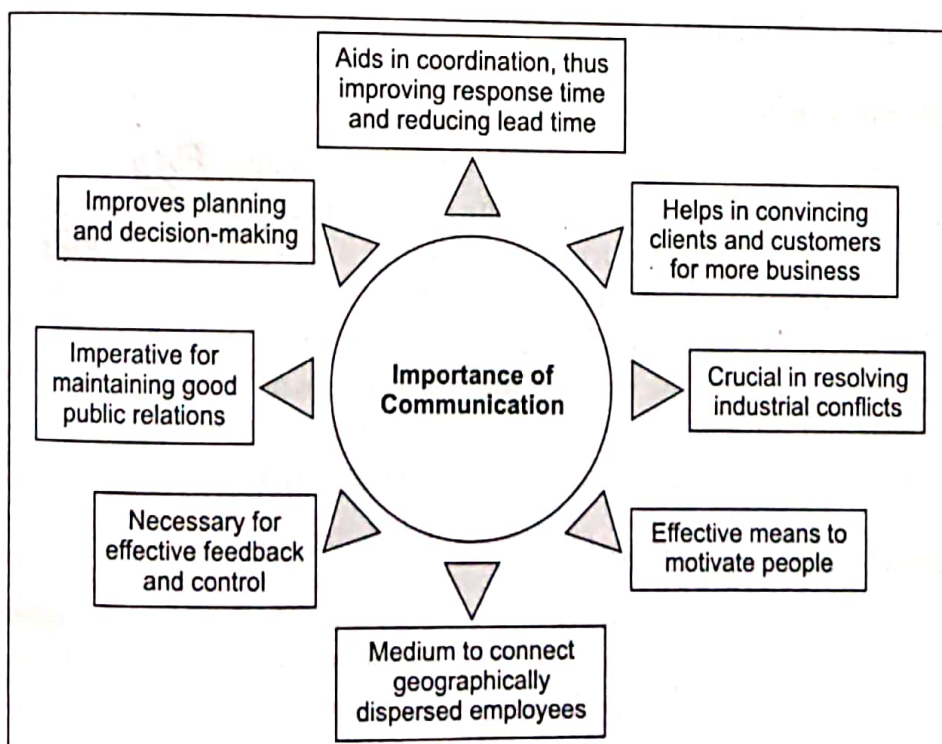 Aids in coordination, thus
improving response time
and reducing lead time
Improves planning
and decision-making
Helps in convincing
clients and customers
for more business
Imperative for
maintaining good
public relations
Importance of
Communication
Crucial in resolving
industrial conflicts
Necessary for
effective feedback
and control
Effective means to
motivate people
Medium to connect
geographically
dispersed employees